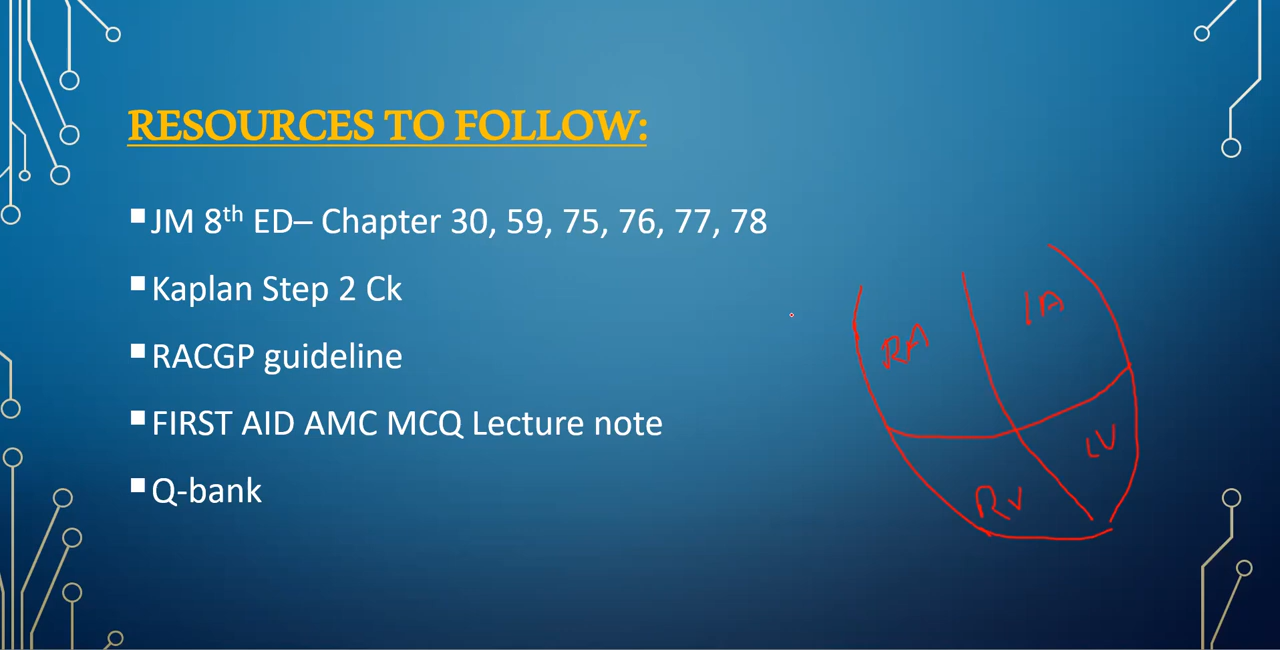 RESOURCES TO FOLLOW:
▪JM 8th ED– Chapter 30, 59, 75, 76, 77, 78
▪Kaplan Step 2 Ck
▪RACGP guideline
▪FIRST AID AMC MCQ Lecture note
▪Q-bank
RA
LA
RV
LV